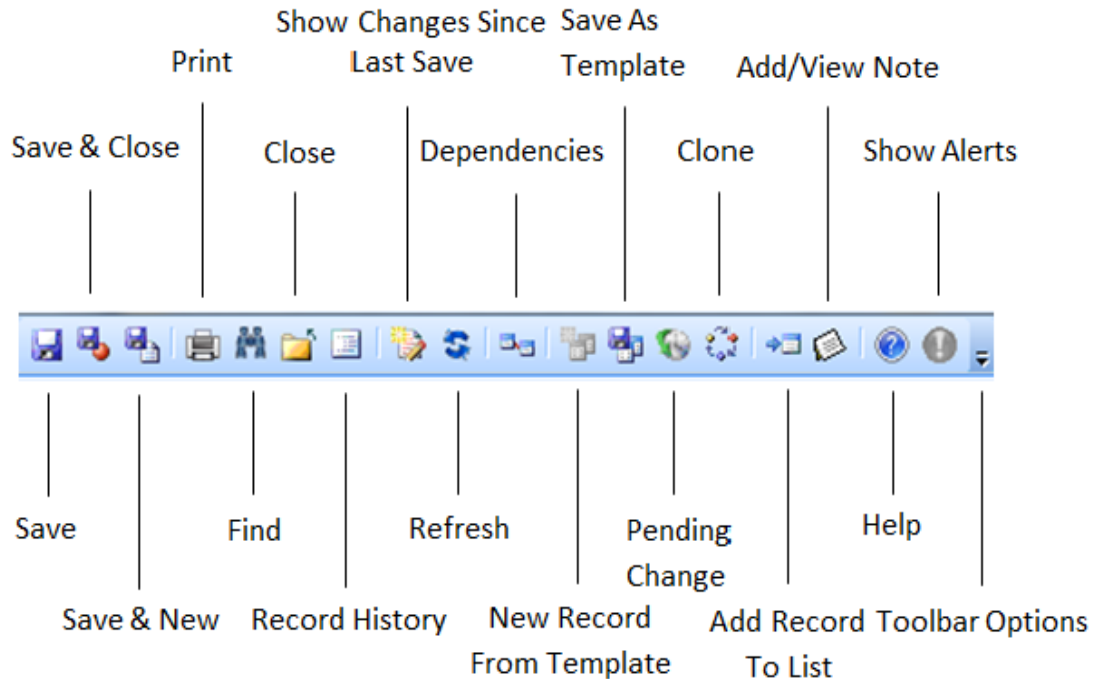 Show Changes Since
Last Save
Save As
Template
Print
Add/View Note
Save & Close
Close
Dependencies
Clone
Show Alerts
Save
Find
Refresh
Pending
Change
Help
Save & New
Record History
New Record
From Template
Add Record
To List
Toolbar Options